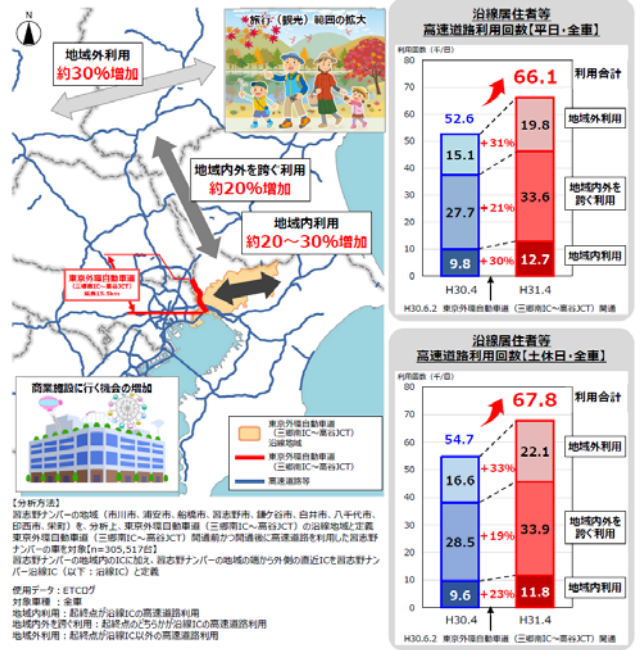 N
旅行（観光）範囲の拡大
地域外利用
約30％増加
地域内外を跨ぐ利用
約20％増加
地域内利用
約20～30％増加
東京外環自動車道
（三郷南IC～高谷JCT）
延長15.5km
商業施設に行く機会の増加
東京外環自動車道
（三郷南IC～高谷JCT）
沿線地域
東京外環自動車道
（三郷南IC～高谷JCT）
高速道路等
【分析方法】
習志野ナンバーの地域（市川市、浦安市、船橋市、習志野市、鎌ケ谷市、白井市、八千代市、
印西市、栄町）を、分析上、東京外環自動車道（三郷南IC～高谷JCT）の沿線地域と定義
東京外環自動車道（三郷南IC～高谷JCT）開通前かつ開通後に高速道路を利用した習志野
ナンバーの車を対象【n=305,517台】
習志野ナンバーの地域内のICに加え、習志野ナンバーの地域の端から外側の直近ICを習志野ナン
バー沿線IC（以下：沿線IC）と定義
使用データ：ETCログ
対象車種 ：全車
地域内利用：起終点が沿線ICの高速道路利用
地域内外を跨ぐ利用：起終点のどちらかが沿線ICの高速道路利用
地域外利用：起終点が沿線IC以外の高速道路利用
沿線居住者等
高速道路利用回数【平日・全車】
利用回数（千/日）
80
70
60
50
40
30
20
10
0
52.6
15.1
27.7
9.8
+31%
+21%
+30%
66.1
19.8
33.6
12.7
利用合計
地域外利用
地域内外を
跨ぐ利用
地域内利用
H30.4
H31.4
H30.6.2 東京外環自動車道（三郷南IC～高谷JCT）開通
沿線居住者等
高速道路利用回数【土休日・全車】
利用回数（千/日）
80
70
60
50
40
30
20
10
0
54.7
16.6
28.5
9.6
+33%
+19%
+23%
67.8
22.1
33.9
11.8
利用合計
地域外利用
地域内外を
跨ぐ利用
地域内利用
H30.4
H31.4
H30.6.2 東京外環自動車道（三郷南IC～高谷JCT）開通